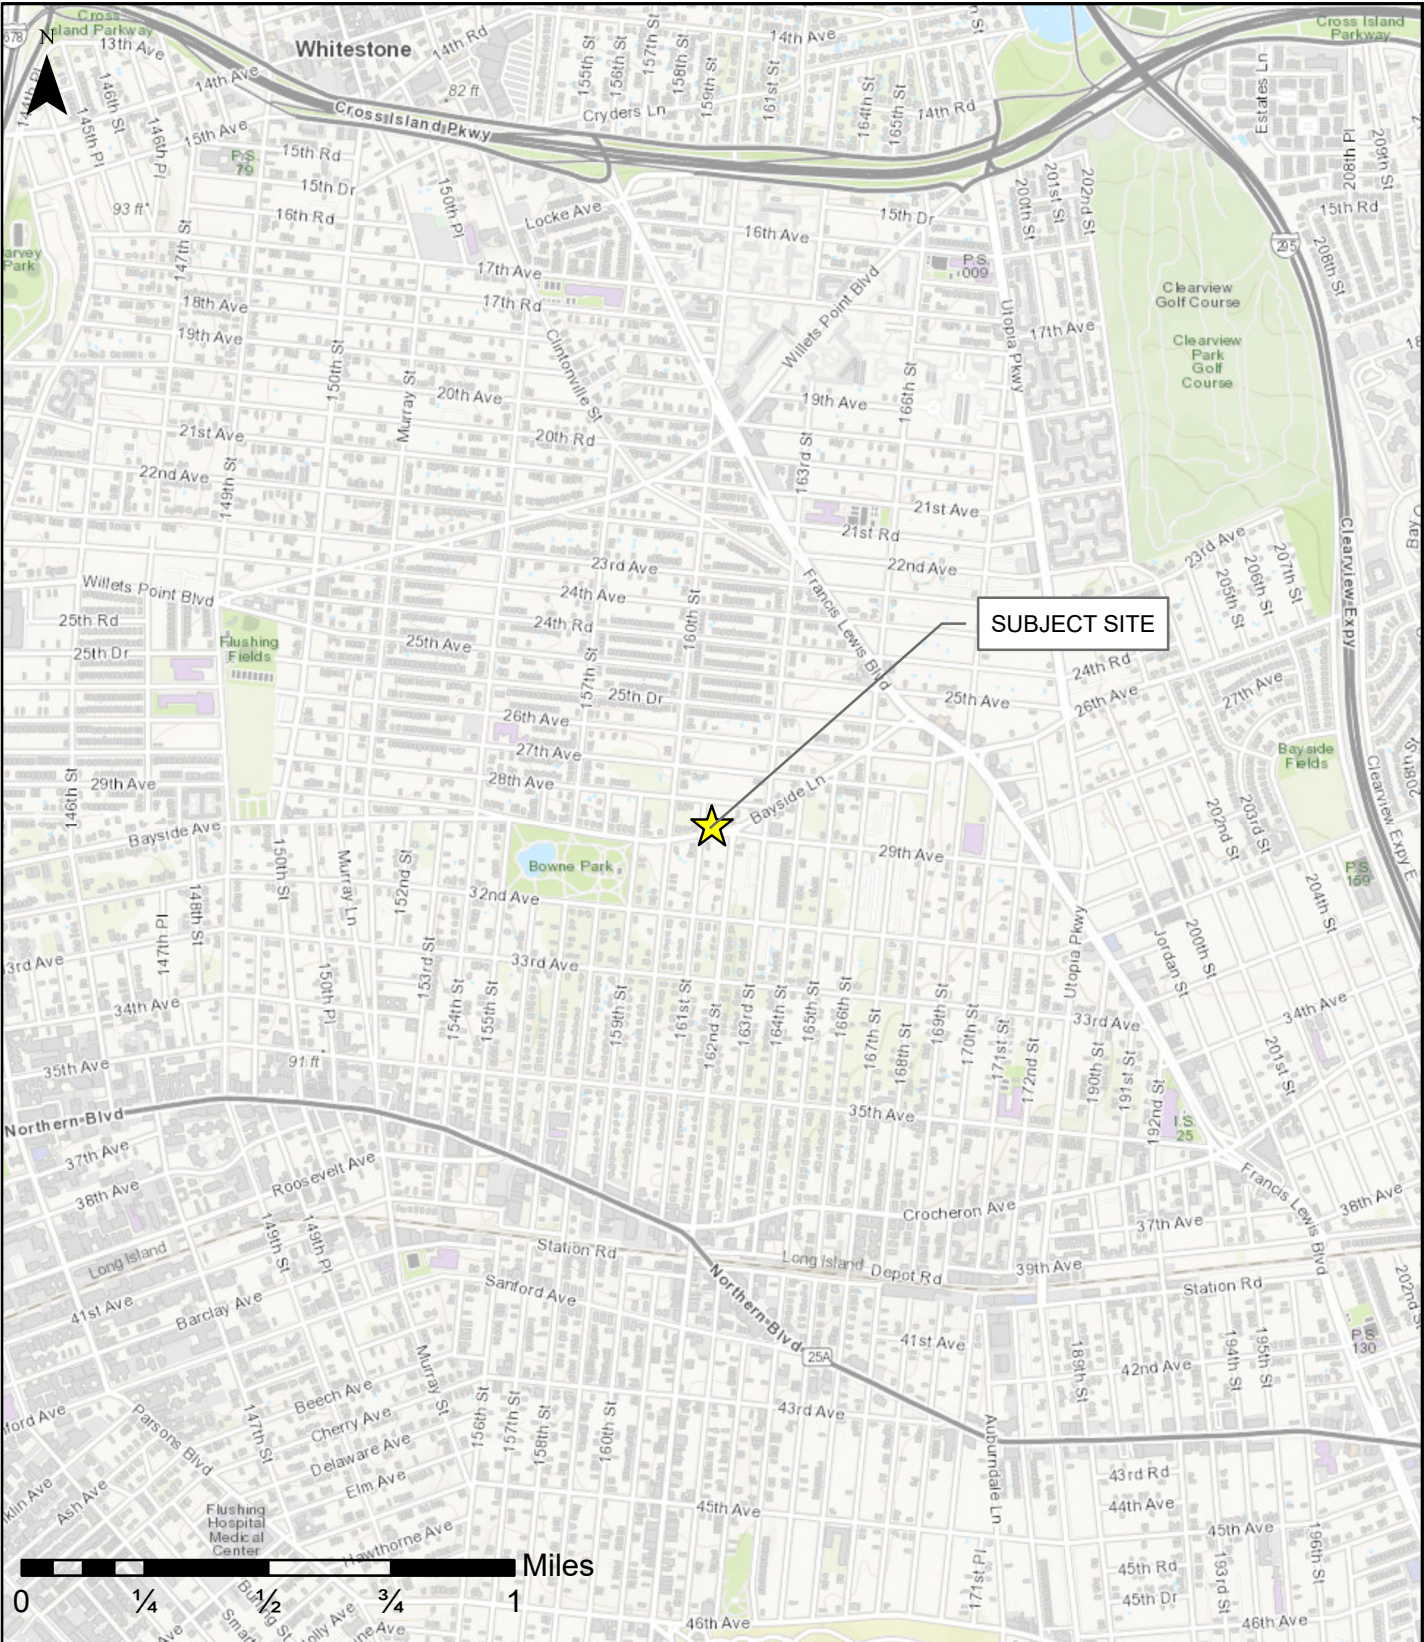 Cross
Island Parkway
678
N
13th Ave
Whitestone
14th Rd
155th St
156th St
157th St
158th St
159th St
161st St
14th Ave
Cross Island
Parkway
144th Pl
145th Pl
146th St
146th Pl
14th Ave
82 ft
Cryders Ln
164th St
165th St
14th Rd
Estates Ln
208th Pl
209th St
15th Ave
Cross Island Pkwy
P.S.
79
15th Rd
15th Dr
150th Pl
93 ft
16th Rd
Locke Ave
15th Dr
200th St
201st St
202nd St
15th Rd
16th Ave
147th St
295
208th St
P.S.
009
17th Ave
17th Rd
18th Ave
19th Ave
Willets Point Blvd
Clearview
Golf Course
Utopia Pkwy
17th Ave
Clearview
Park
Golf
Course
150th St
Murray St
Clintonville St
20th Ave
19th Ave
166th St
21st Ave
20th Rd
163rd St
22nd Ave
149th St
21st Ave
21st Rd
Clearview Expy
23rd Ave
22nd Ave
23rd Ave
205th St
206th St
207th St
Willets Point Blvd
24th Ave
24th Rd
160th St
Francis Lewis Blvd
SUBJECT SITE
25th Rd
25th Dr
Flushing
Fields
25th Ave
157th St
25th Dr
24th Rd
25th Ave
26th Ave
27th Ave
26th Ave
27th Ave
28th Ave
Bayside
Fields
208th St
Clearview Expy E
146th St
29th Ave
Bayside Ln
Bayside Ave
202nd St
203rd St
Bowne Park
29th Ave
150th St
Murray Ln
152nd St
32nd Ave
P.S.
159
147th Pl
148th St
204th St
Utopia Pkwy
Jordan St
200th St
33rd Ave
153rd St
150th Pl
154th St
155th St
159th St
161st St
162nd St
163rd St
164th St
165th St
166th St
167th St
168th St
169th St
170th St
171st St
172nd St
34th Ave
33rd Ave
34th Ave
190th St
191st St
192nd St
201st St
91 ft
35th Ave
35th Ave
I.S.
25
Northern Blvd
37th Ave
38th Ave
Roosevelt Ave
Francis Lewis Blvd
38th Ave
Crocheron Ave
37th Ave
149th St
149th Pl
Long Island
Station Rd
Long Island
Depot Rd
39th Ave
Station Rd
202nd St
Sanford Ave
Northern Blvd
41st Ave
Barclay Ave
P.S.
130
41st Ave
25A
189th St
42nd Ave
194th St
195th St
Murray St
Beech Ave
Cherry Ave
Delaware Ave
Elm Ave
Parsons Blvd
147th St
156th St
157th St
158th St
160th St
43rd Ave
Auburndale Ln
43rd Rd
44th Ave
Ash Ave
Flushing
Hospital
Medical
Center
Hawthorne Ave
45th Ave
45th Ave
196th St
171st Pl
45th Rd
45th Dr
193rd St
46th Ave
46th Ave
Miles
0 ¼ ½ ¾ 1